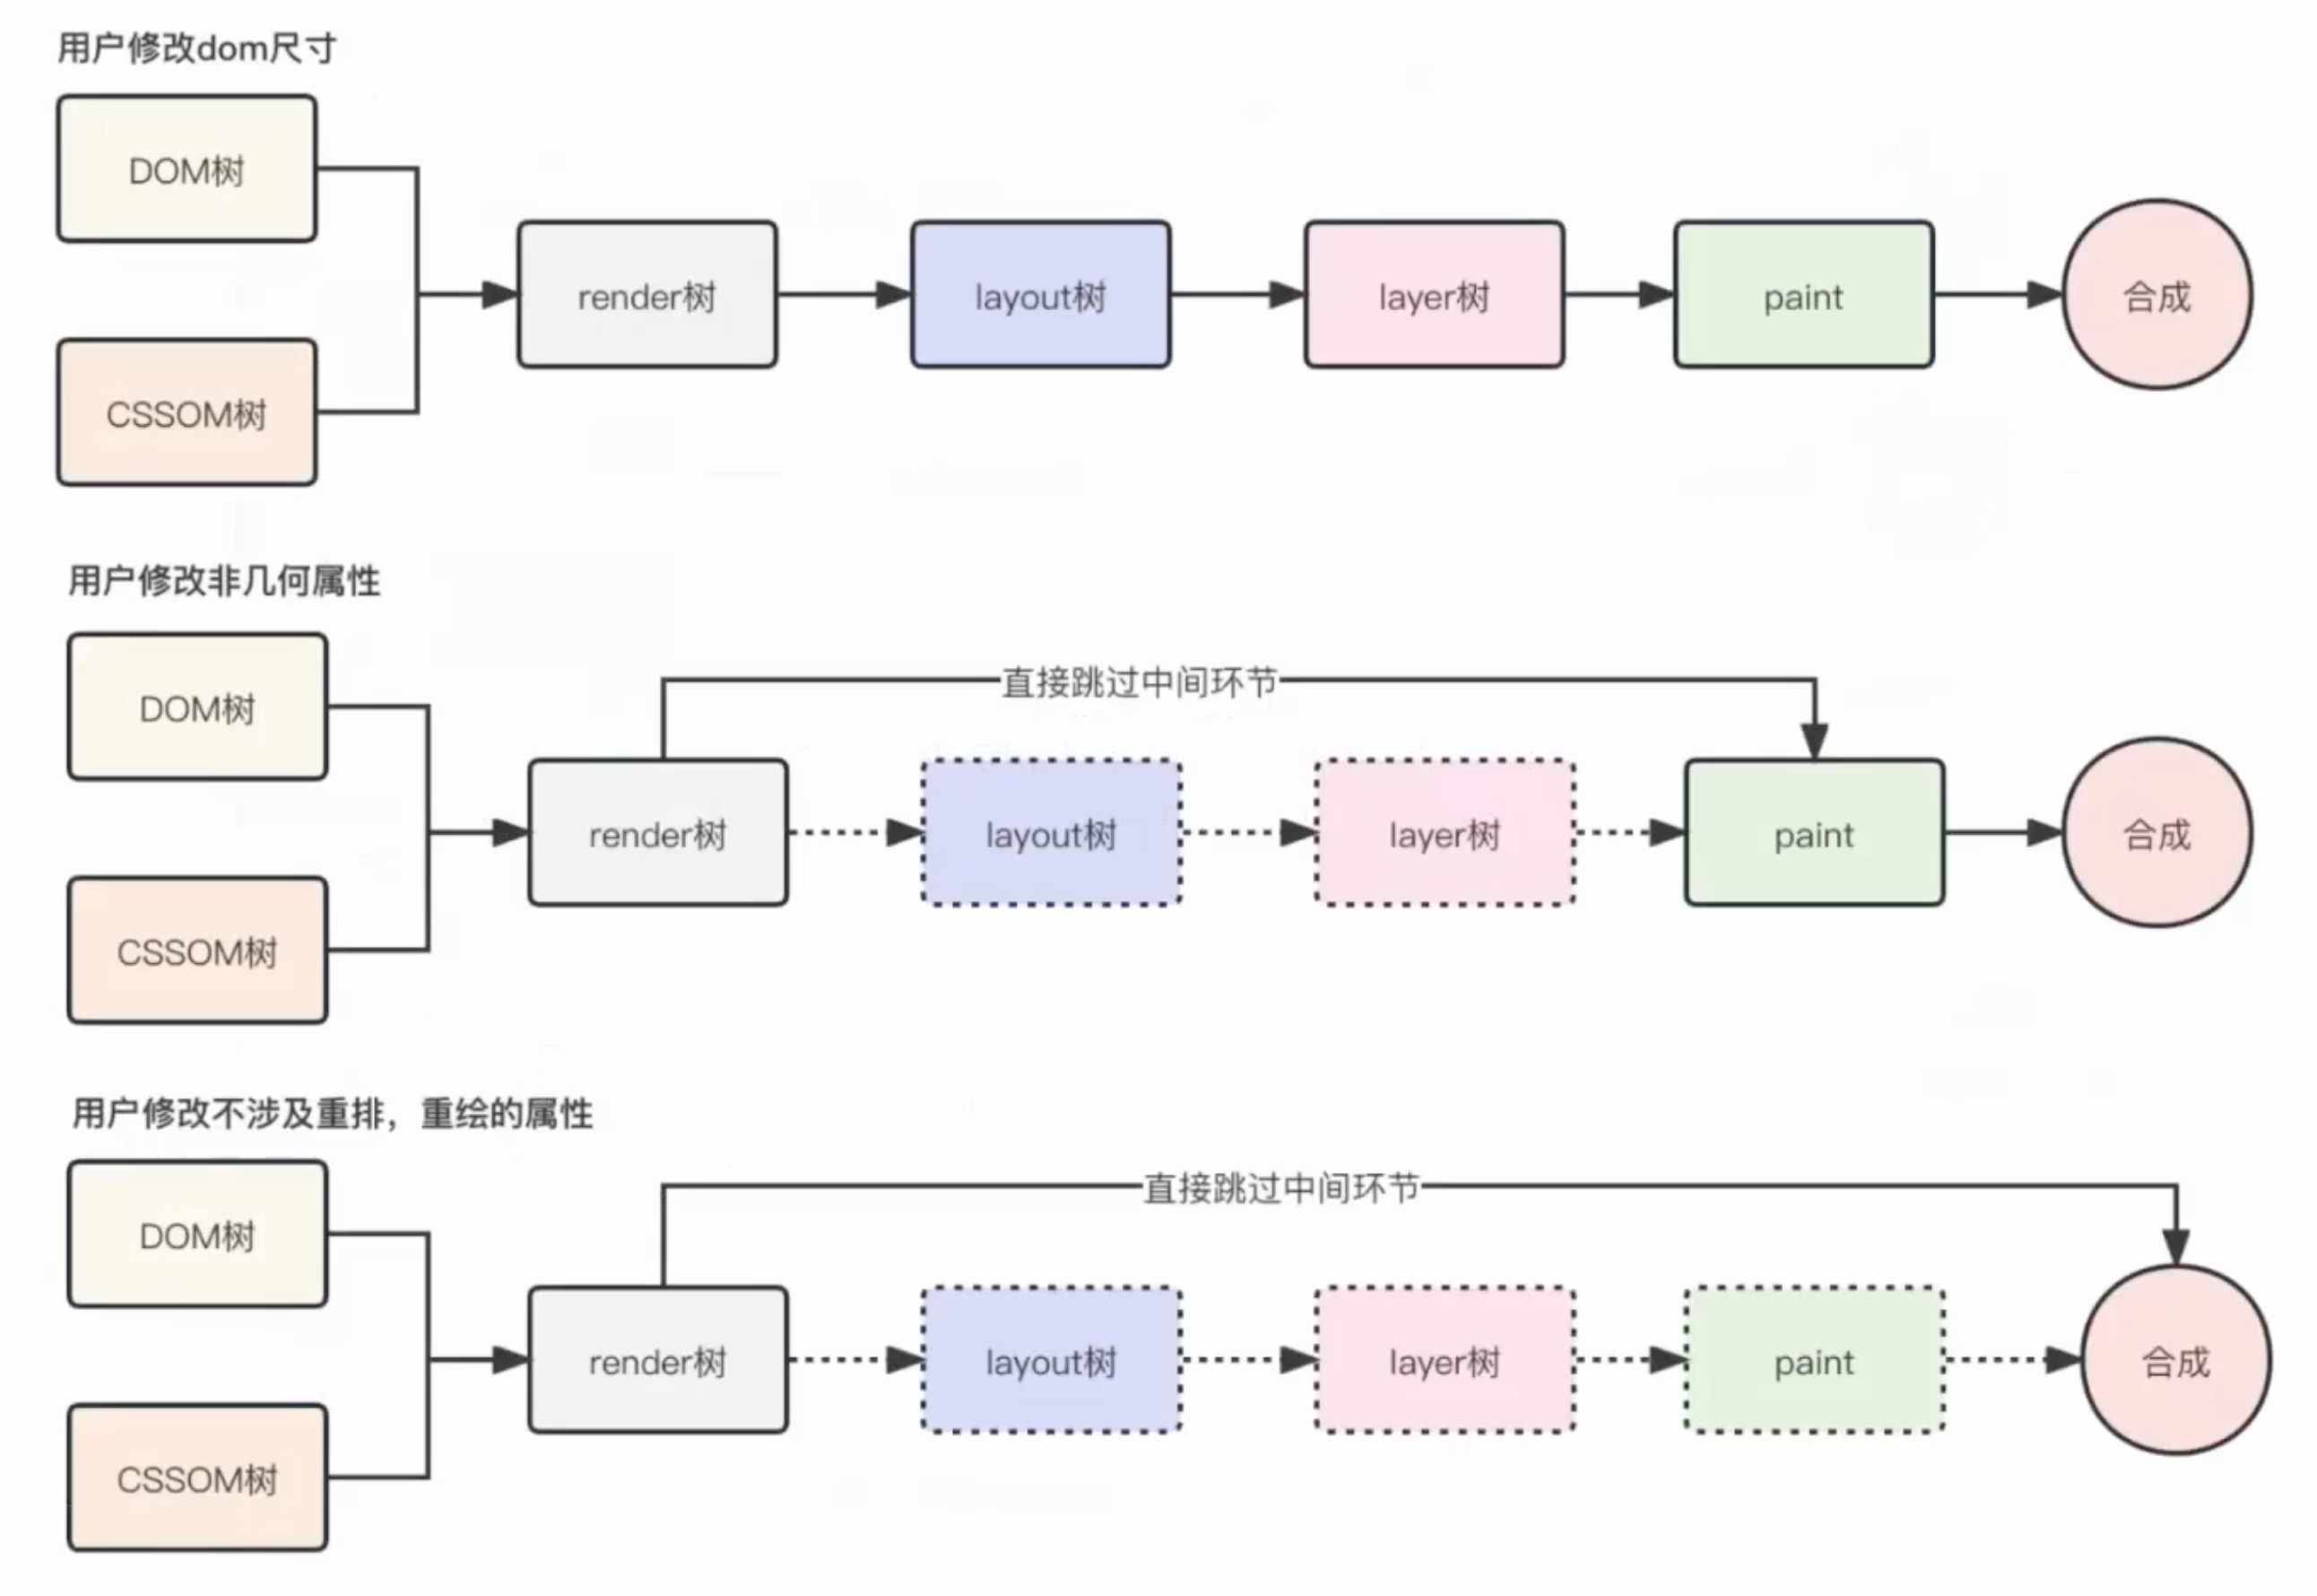 用户修改dom尺寸
DOM树
CSSOM树
render树
layout树
layer树
paint
合成
用户修改非几何属性
直接跳过中间环节
DOM树
CSSOM树
render树
layout树
layer树
paint
合成
用户修改不涉及重排，重绘的属性
直接跳过中间环节
DOM树
CSSOM树
render树
layout树
layer树
paint
合成